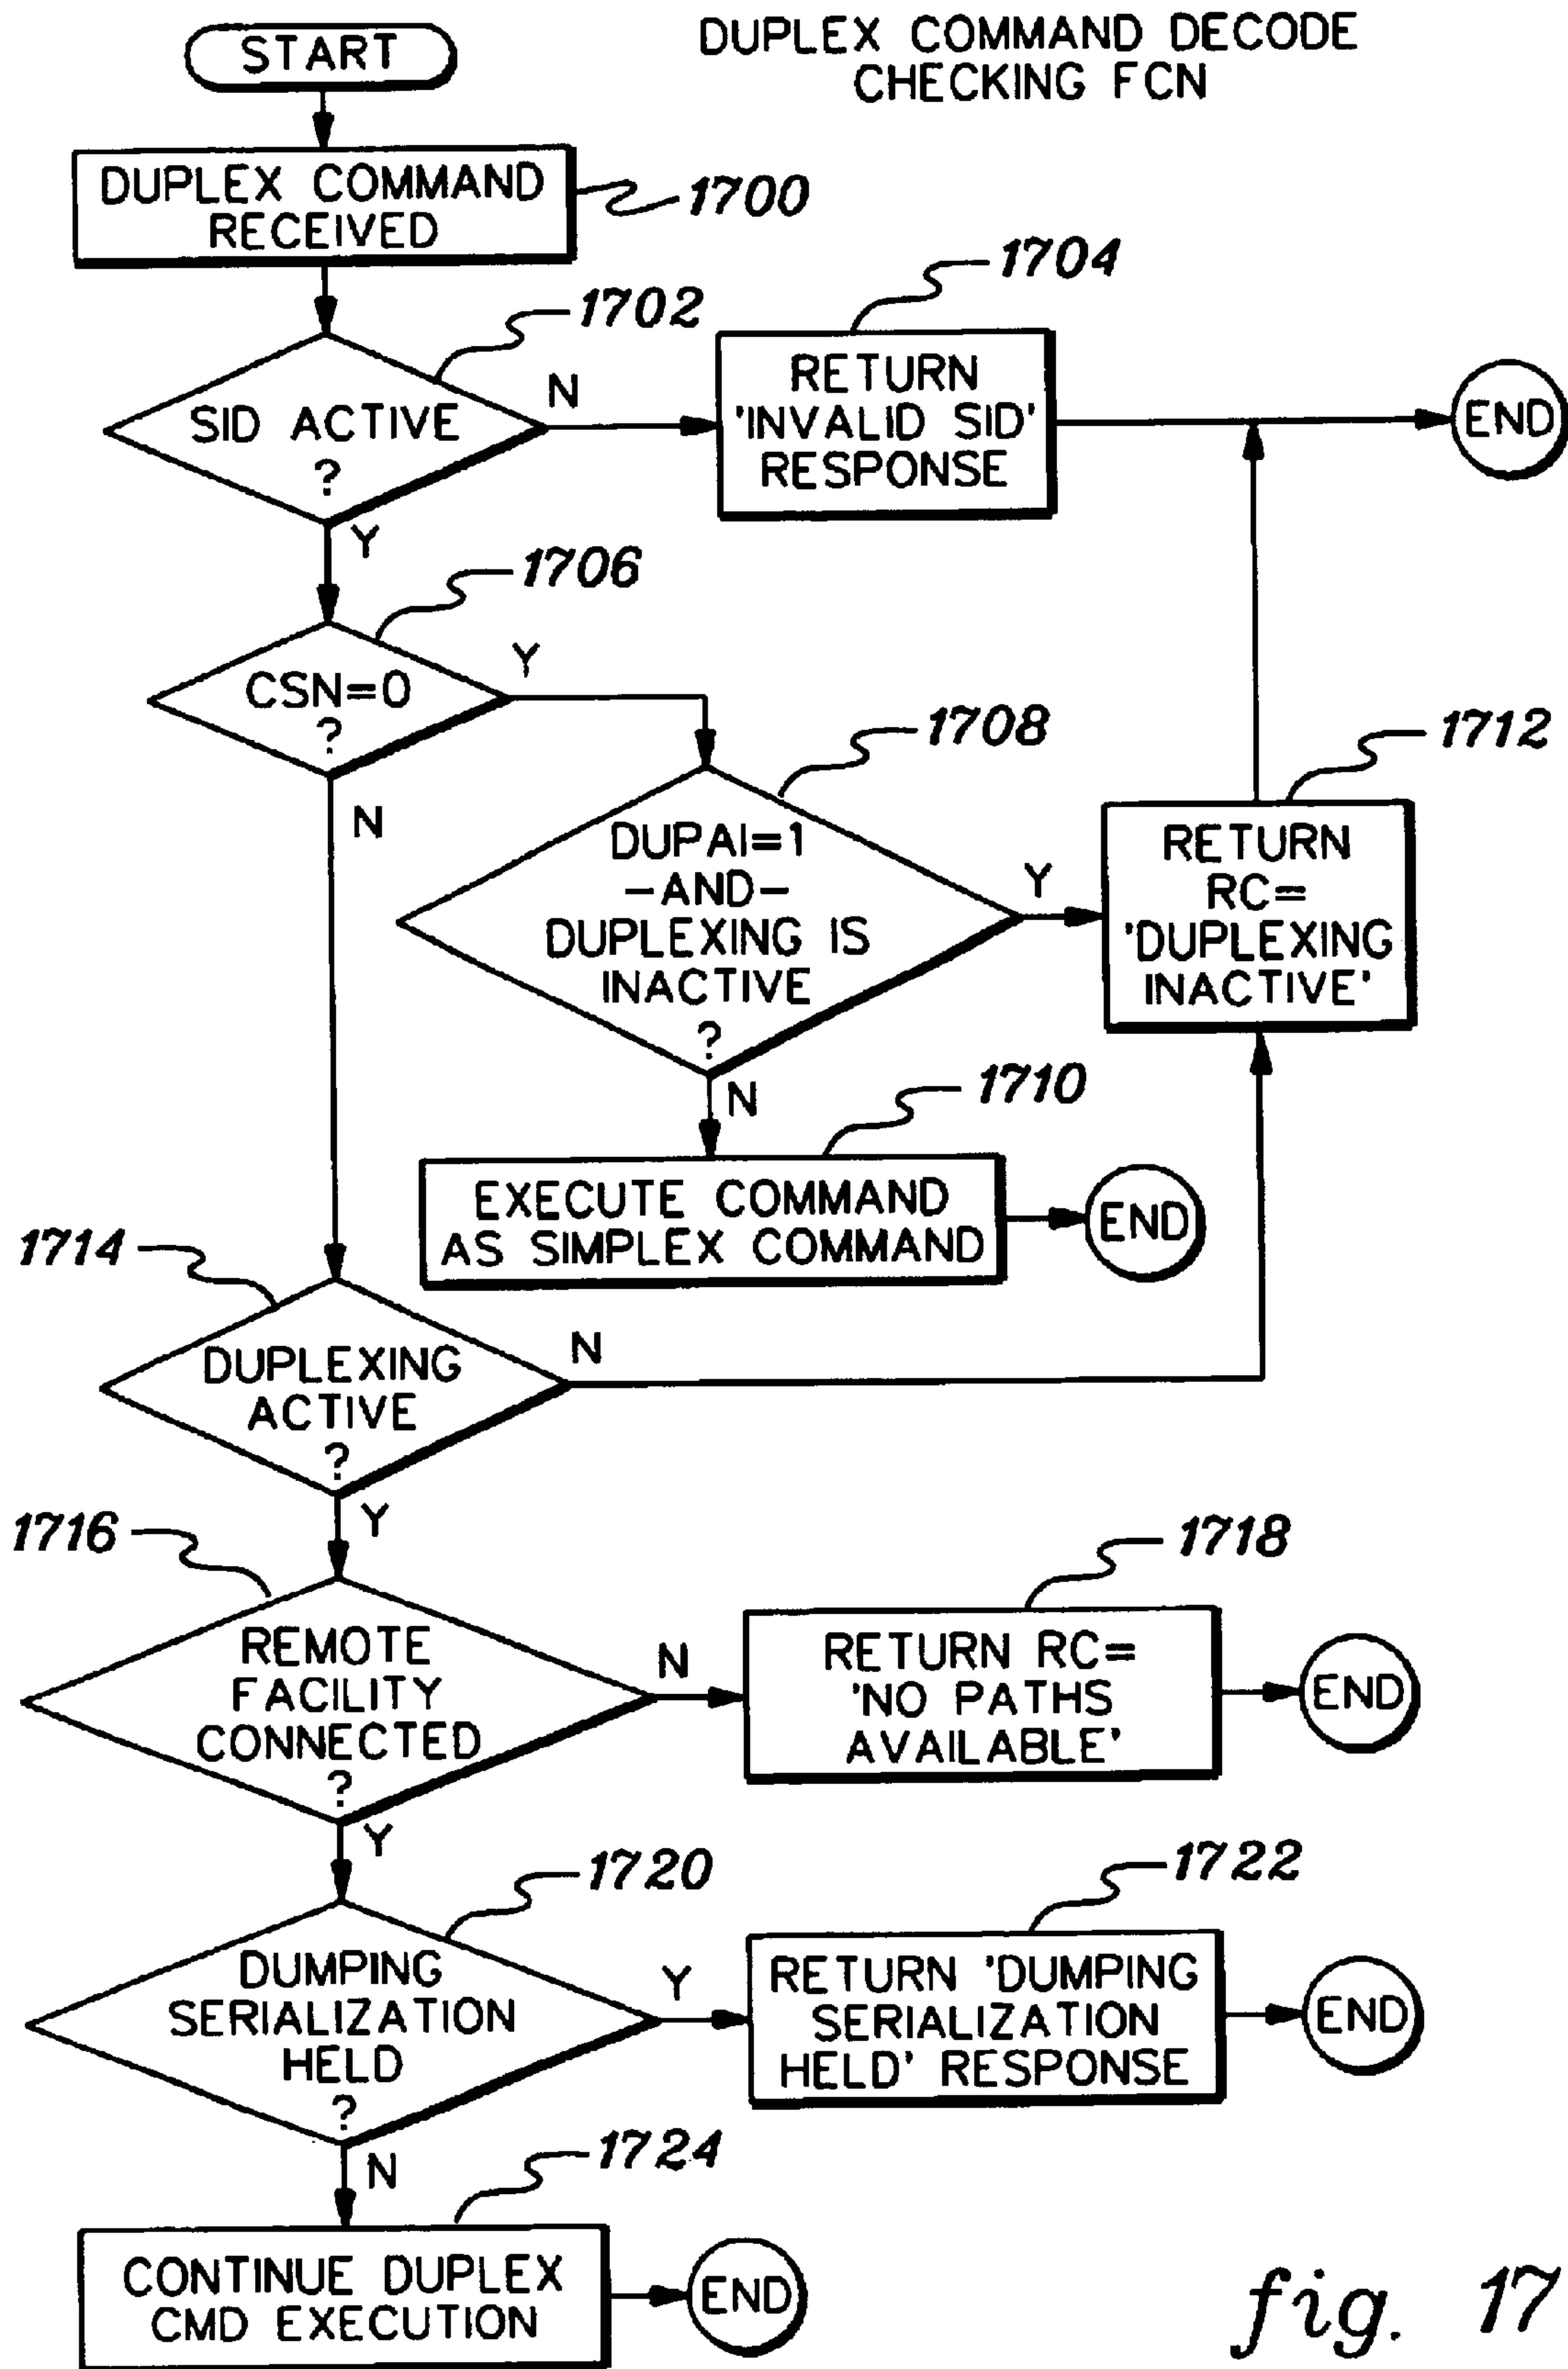 START
DUPLEX COMMAND DECODE
CHECKING FCN
DUPLEX COMMAND
RECEIVED
1700
1702
SID ACTIVE
?
N
Y
1704
RETURN
'INVALID SID'
RESPONSE
END
1706
CSN=0
?
Y
N
1708
DUPAI=1
-AND-
DUPLEXING IS
INACTIVE
?
Y
N
1712
RETURN
RC=
'DUPLEXING
INACTIVE'
1710
EXECUTE COMMAND
AS SIMPLEX COMMAND
END
1714
DUPLEXING
ACTIVE
?
N
Y
1716
REMOTE
FACILITY
CONNECTED
?
N
Y
1718
RETURN RC=
'NO PATHS
AVAILABLE'
END
1720
DUMPING
SERIALIZATION
HELD
?
Y
N
1722
RETURN 'DUMPING
SERIALIZATION
HELD' RESPONSE
END
1724
CONTINUE DUPLEX
CMD EXECUTION
END
fig. 17